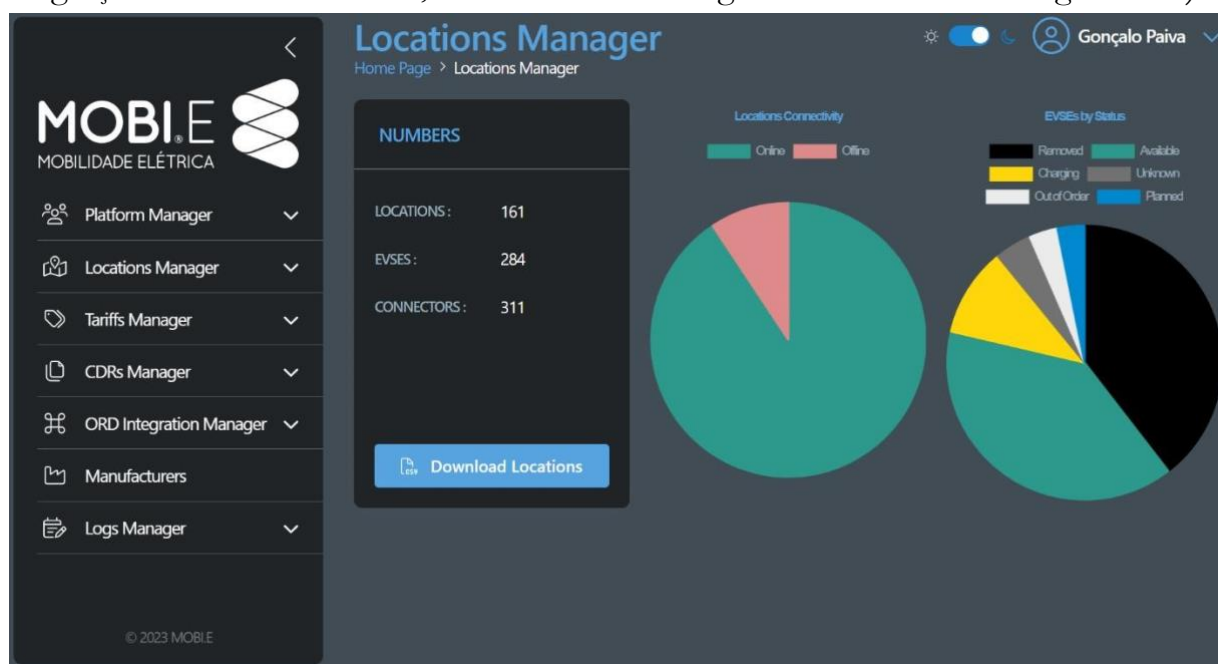 Locations Manager
Gonçalo Paiva
Home Page > Locations Manager
MOBI.E
MOBILIDADE ELÉTRICA
Platform Manager
Locations Manager
Tariffs Manager
CDRs Manager
ORD Integration Manager
Manufacturers
Logs Manager
© 2023 MOBI.E
NUMBERS
LOCATIONS : 161
EVSES : 284
CONNECTORS : 311
CSV Download Locations
Locations Connectivity
Online Offline
EVSEs by Status
Removed Available
Charging Unknown
Out of Order Planned